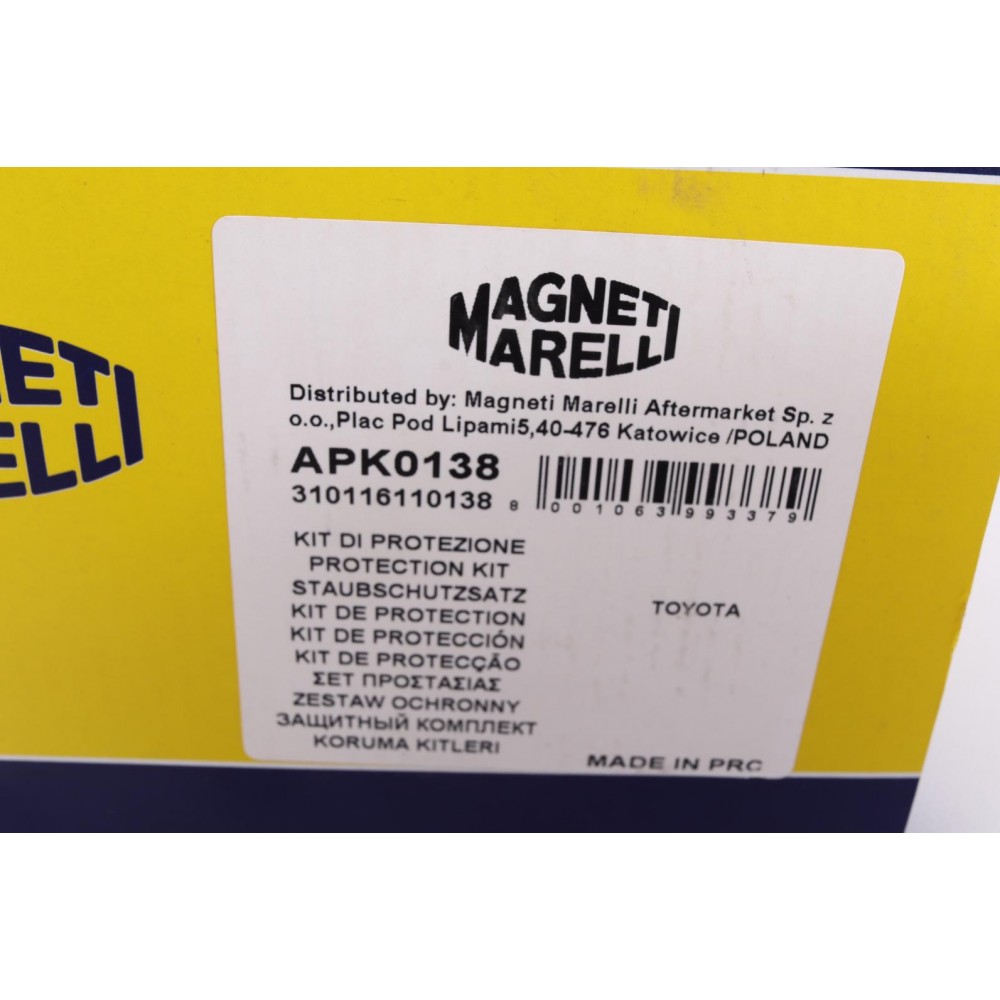 MAGNETI
MARELLI
Distributed by: Magneti Marelli Aftermarket Sp. z
o.o.,Plac Pod Lipami5,40-476 Katowice /POLAND
APK0138
310116110138
8 001063 993379
KIT DI PROTEZIONE
PROTECTION KIT
STAUBSCHUTZSATZ
KIT DE PROTECTION
KIT DE PROTECCIÓN
KIT DE PROTECÇÃO
ΣΕΤ ΠΡΟΣΤΑΣΙΑΣ
ZESTAW OCHRONNY
ЗАЩИТНЫЙ КОМПЛЕКТ
KORUMA KITLERI
TOYOTA
MADE IN PRC
NETI
ELLI